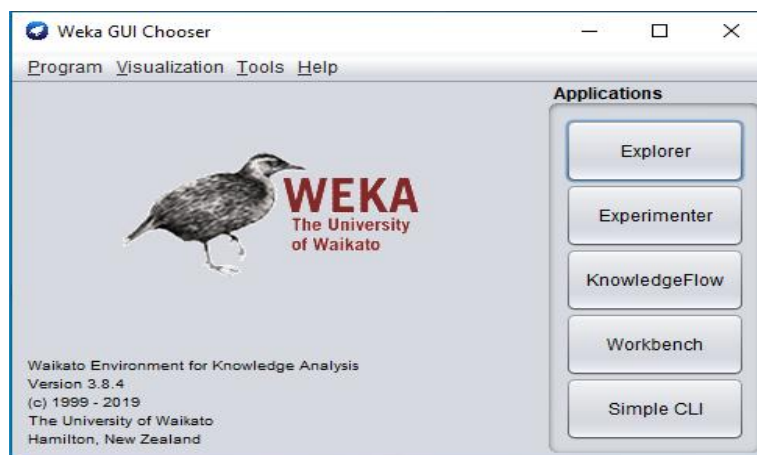 Weka GUI Chooser
Program Visualization Tools Help
Applications
Explorer
Experimenter
KnowledgeFlow
Workbench
Simple CLI
WEKA
The University
of Waikato
Waikato Environment for Knowledge Analysis
Version 3.8.4
(c) 1999 - 2019
The University of Waikato
Hamilton, New Zealand